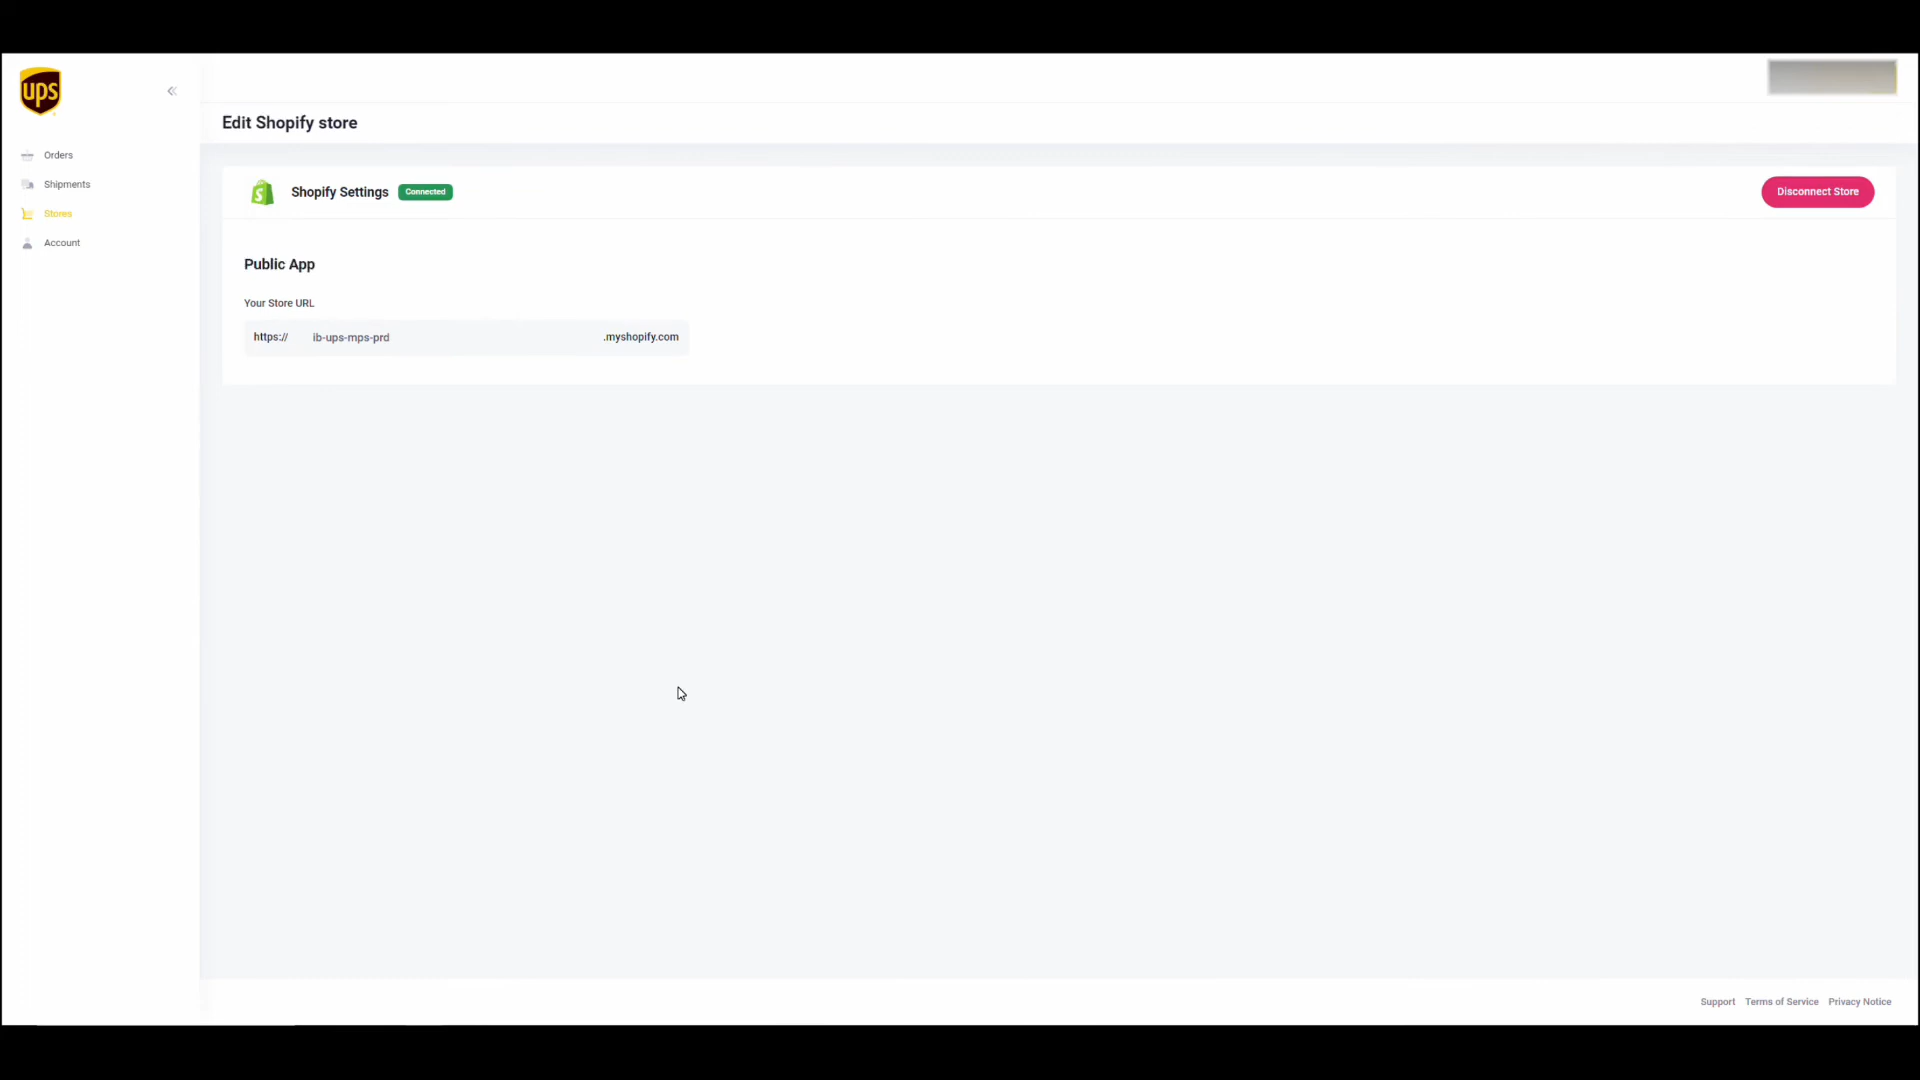 ups
Edit Shopify store
Orders
Shipments
Stores
Account
Shopify Settings
Connected
Disconnect Store
Public App
Your Store URL
https:// ib-ups-mps-prd .myshopify.com
Support Terms of Service Privacy Notice